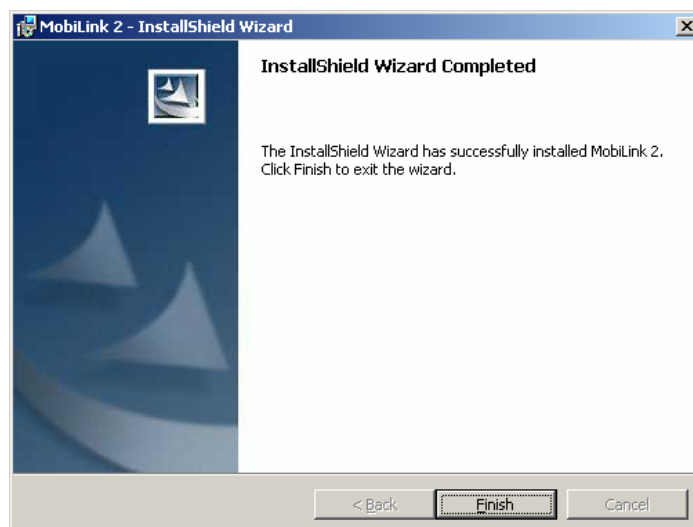 MobiLink 2 - InstallShield Wizard
InstallShield Wizard Completed
The InstallShield Wizard has successfully installed MobiLink 2.
Click Finish to exit the wizard.
< Back
Finish
Cancel